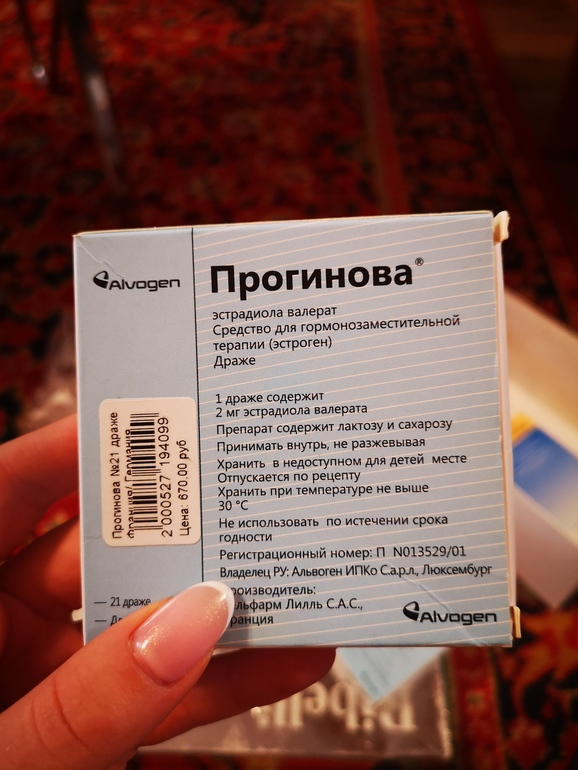 Alvogen
Прогинова®
эстрадиола валерат
Средство для гормонозаместительной
терапии (эстроген)
Драже
1 драже содержит
2 мг эстрадиола валерата
Препарат содержит лактозу и сахарозу
Принимать внутрь, не разжевывая
Хранить в недоступном для детей месте
Отпускается по рецепту
Хранить при температуре не выше
30 °C
Не использовать по истечении срока
годности
Регистрационный номер: П N013529/01
Владелец РУ: Альвоген ИПКо С.а.р.л., Люксембург
Лилль С.А.С.,
Alvogen
Прогинова №21 драже
Франция/ Германия
2 000527 194099
Цена: 670.00 руб
— 21 драже